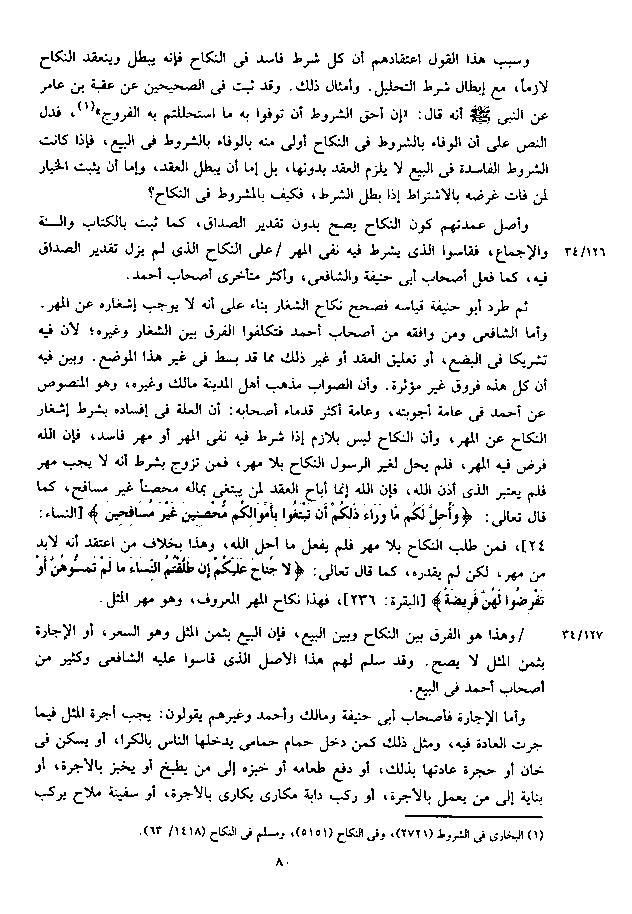 وسبب هذا القول اعتقادهم أن كل شرط فاسد فى النكاح فإنه يبطل وينعقد النكاح
لازماً، مع إبطال شرط التحليل. وأمثال ذلك. وقد ثبت فى الصحيحين عن عقبة بن عامر
عن النبى ﷺ أنه قال: «إن أحق الشروط أن توفوا به ما استحللتم به الفروج»(١)، فدل
النص على أن الوفاء بالشروط فى النكاح أولى منه بالوفاء بالشروط فى البيع، فإذا كانت
الشروط الفاسدة فى البيع لا يلزم العقد بدونها، بل إما أن يبطل العقد، وإما أن يثبت الخيار
لمن فات غرضه بالاشتراط إذا بطل الشرط، فكيف بالمشروط فى النكاح؟
وأصل عمدتهم كون النكاح يصح بدون تقدير الصداق، كما ثبت بالكتاب والسنة
٣٤/١٢٦ والإجماع، فقاسوا الذى يشرط فيه نفى المهر /على النكاح الذى لم يزل تقدير الصداق
فيه، كما فعل أصحاب أبى حنيفة والشافعى، وأكثر متأخرى أصحاب أحمد.
ثم طرد أبو حنيفة قياسه فصحح نكاح الشغار بناء على أنه لا يوجب إشغاره عن المهر.
وأما الشافعى ومن وافقه من أصحاب أحمد فتكلفوا الفرق بين الشغار وغيره؛ لأن فيه
تشريكا فى البضع، أو تعليق العقد أو غير ذلك مما قد بسط فى غير هذا الموضع. وبين فيه
أن كل هذه فروق غير مؤثرة. وأن الصواب مذهب أهل المدينة مالك وغيره، وهو المنصوص
عن أحمد فى عامة أجوبته، وعامة أكثر قدماء أصحابه: أن العلة فى إفساده بشرط إشغار
النكاح عن المهر، وأن النكاح ليس بلازم إذا شرط فيه نفى المهر أو مهر فاسد، فإن الله
فرض فيه المهر، فلم يحل لغير الرسول النكاح بلا مهر، فمن تزوج بشرط أنه لا يجب مهر
فلم يعتبر الذى أذن الله، فإن الله إنما أباح العقد لمن يبتغى بماله محصناً غير مسافح، كما
قال تعالى: ﴿ وَأُحِلَّ لَكُم مَّا وَرَاءَ ذَلِكُمْ أَن تَبْتَغُوا بِأَمْوَالِكُم مُّحْصِنِينَ غَيْرَ مُسَافِحِينَ ﴾ [النساء:
٢٤]، فمن طلب النكاح بلا مهر فلم يفعل ما أحل الله، وهذا بخلاف من اعتقد أنه لابد
من مهر، لكن لم يقدره، كما قال تعالى: ﴿ لا جُنَاحَ عَلَيْكُمْ إِن طَلَّقْتُمُ النِّسَاءَ مَا لَمْ تَمَسُّوهُنَّ أَوْ
تَفْرِضُوا لَهُنَّ فَرِيضَةً ﴾ [البقرة: ٢٣٦]، فهذا نكاح المهر المعروف، وهو مهر المثل.
٣٤/١٢٧ /وهذا هو الفرق بين النكاح وبين البيع، فإن البيع بثمن المثل وهو السعر، أو الإجارة
بثمن المثل لا يصح. وقد سلم لهم هذا الأصل الذى قاسوا عليه الشافعى وكثير من
أصحاب أحمد فى البيع.
وأما الإجارة فأصحاب أبى حنيفة ومالك وأحمد وغيرهم يقولون: يجب أجرة المثل فيما
جرت العادة فيه، ومثل ذلك كمن دخل حمام حمامى يدخلها الناس بالكرا، أو يسكن فى
خان أو حجرة عادتها بذلك، أو دفع طعامه أو خبزه إلى من يطبخ أو يخبز بالأجرة، أو
بناية إلى من يعمل بالأجرة، أو ركب دابة مكارى يكارى بالأجرة، أو سفينة ملاح يركب
(١) البخارى فى الشروط (٢٧٢١)، وفى النكاح (٥١٥١)، ومسلم فى النكاح (١٤١٨/ ٦٣).
٨٠